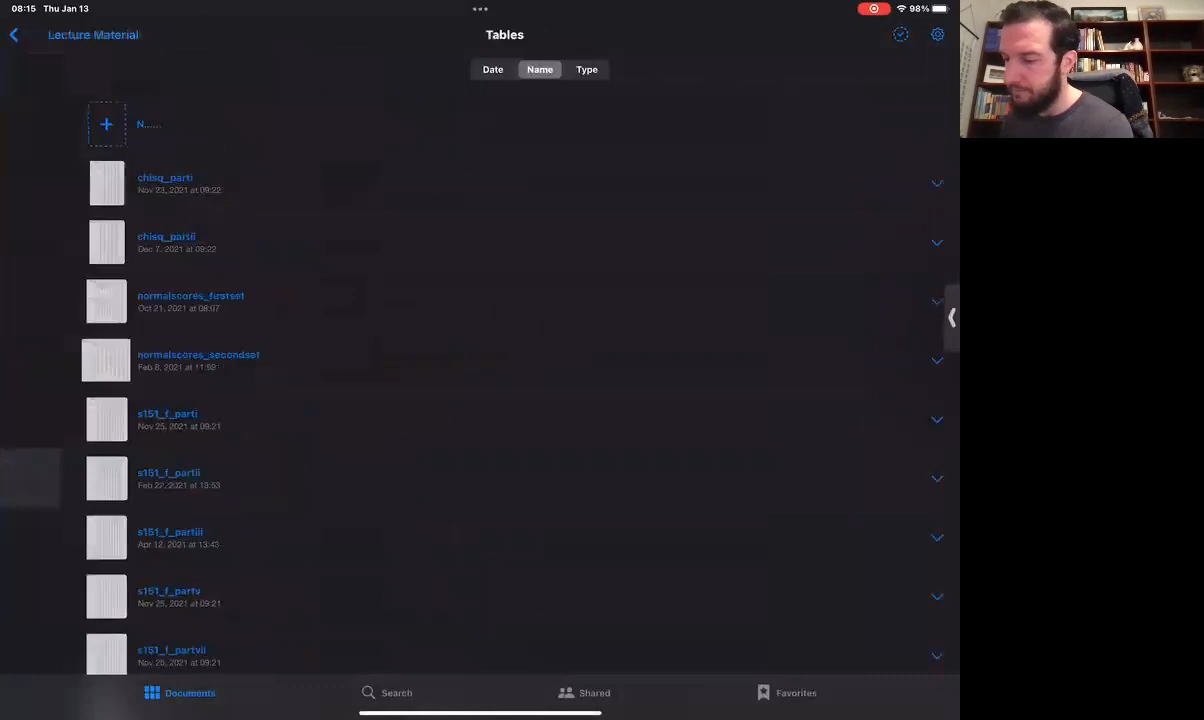 08:15 Thu Jan 13
98%
Lecture Material
Tables
Date Name Type
N......
chisq_parti
Nov 23, 2021 at 09:22
chisq_partii
Dec 7, 2021 at 09:22
normalscores_firstset
Oct 21, 2021 at 08:07
normalscores_secondset
Feb 8, 2021 at 11:59
s151_f_parti
Nov 25, 2021 at 09:21
s151_f_partii
Feb 22, 2021 at 13:53
s151_f_partiii
Apr 12, 2021 at 13:43
s151_f_partv
Nov 25, 2021 at 09:21
s151_f_partvii
Nov 25, 2021 at 09:21
Documents Search Shared Favorites